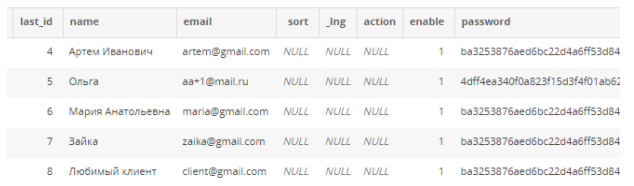 last_id name email sort _lng action enable password
4 Артем Иванович artem@gmail.com NULL NULL NULL 1 ba3253876aed6bc22d4a6ff53d84
5 Ольга aa+1@mail.ru NULL NULL NULL 1 4dff4ea340f0a823f15d3f4f01ab62
6 Мария Анатольевна maria@gmail.com NULL NULL NULL 1 ba3253876aed6bc22d4a6ff53d84
7 Зайка zaika@gmail.com NULL NULL NULL 1 ba3253876aed6bc22d4a6ff53d84
8 Любимый клиент client@gmail.com NULL NULL NULL 1 ba3253876aed6bc22d4a6ff53d84